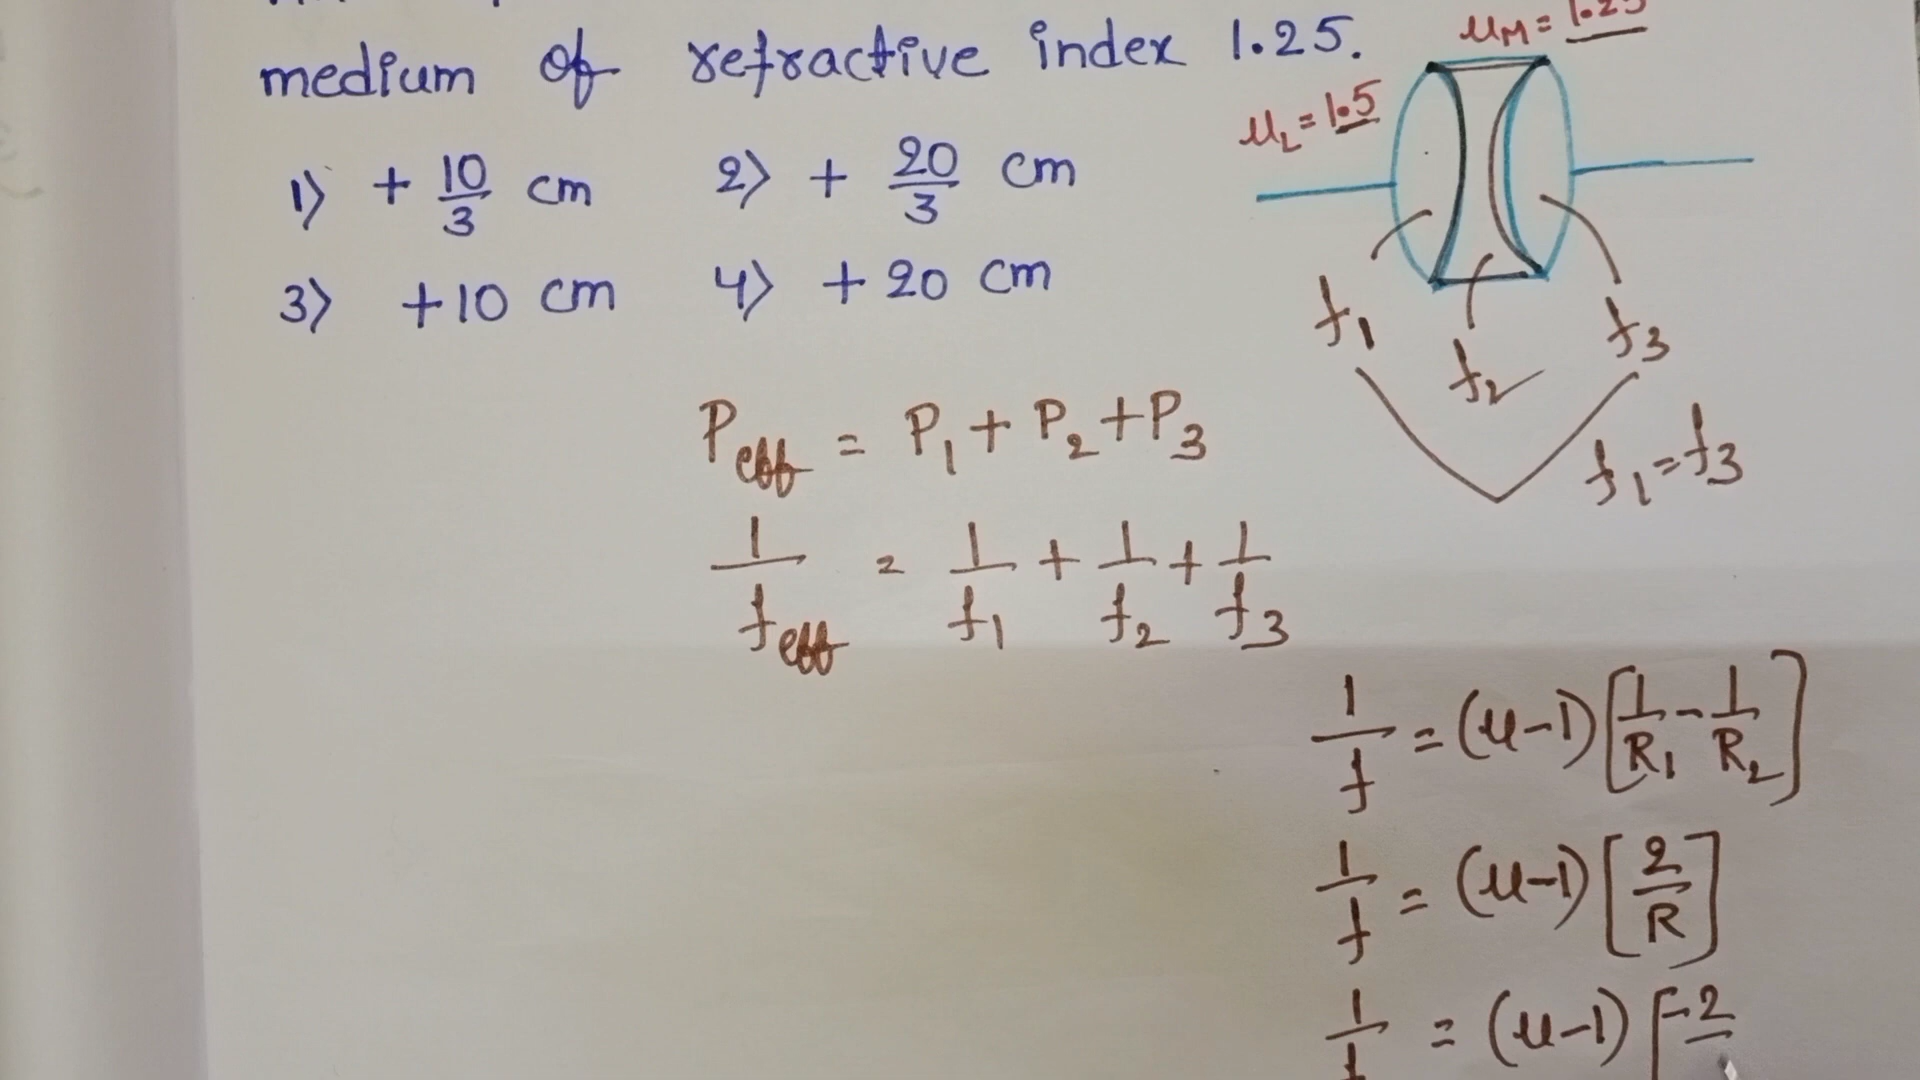 medium of refractive index 1.25.
μM = 1.25
μL = 1.5
1) + 10/3 cm
2) + 20/3 cm
3) +10 cm
4) + 20 cm
f1
f2
f3
f1 = f3
Peff = P1 + P2 + P3
1/feff = 1/f1 + 1/f2 + 1/f3
1/f = (μ-1) [1/R1 - 1/R2]
1/f = (μ-1) [2/R]
1/f = (μ-1) [-2